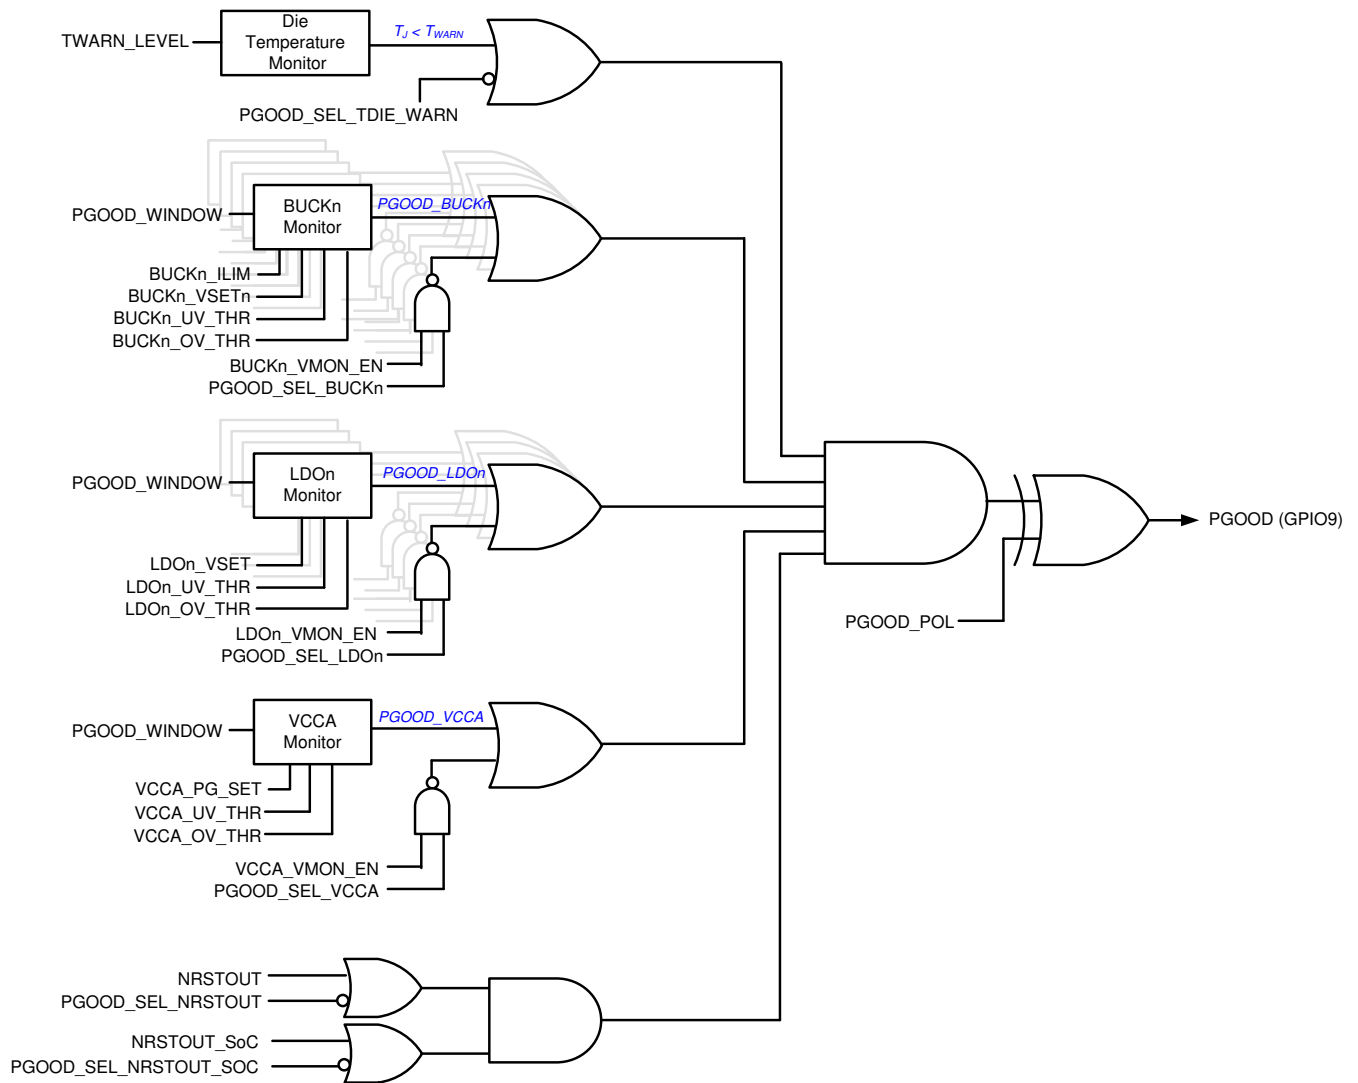 Die
Temperature
Monitor
TWARN_LEVEL
TJ < TWARN
PGOOD_SEL_TDIE_WARN
PGOOD_WINDOW
BUCKn
Monitor
PGOOD_BUCKn
BUCKn_ILIM
BUCKn_VSETn
BUCKn_UV_THR
BUCKn_OV_THR
BUCKn_VMON_EN
PGOOD_SEL_BUCKn
PGOOD_WINDOW
LDOn
Monitor
PGOOD_LDOn
LDOn_VSET
LDOn_UV_THR
LDOn_OV_THR
LDOn_VMON_EN
PGOOD_SEL_LDOn
PGOOD (GPIO9)
PGOOD_POL
PGOOD_WINDOW
VCCA
Monitor
PGOOD_VCCA
VCCA_PG_SET
VCCA_UV_THR
VCCA_OV_THR
VCCA_VMON_EN
PGOOD_SEL_VCCA
NRSTOUT
PGOOD_SEL_NRSTOUT
NRSTOUT_SoC
PGOOD_SEL_NRSTOUT_SOC